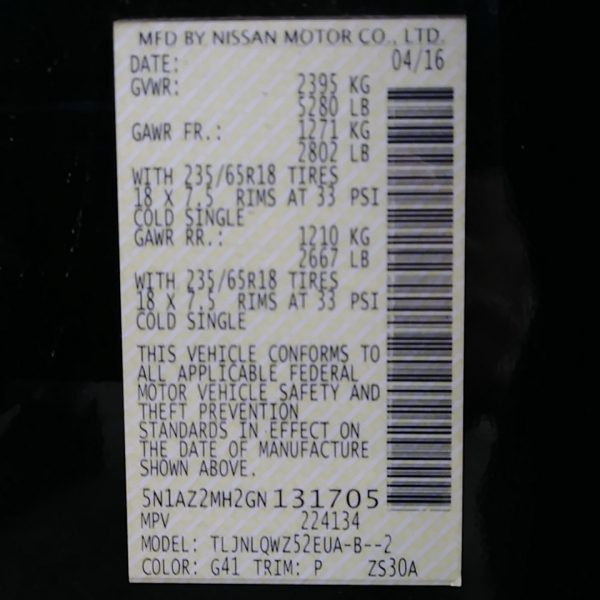 MFD BY NISSAN MOTOR CO., LTD.
DATE: 04/16
GVWR: 2395 KG
5280 LB
GAWR FR.: 1271 KG
2802 LB
WITH 235/65R18 TIRES
18 X 7.5 RIMS AT 33 PSI
COLD SINGLE
GAWR RR.: 1210 KG
2667 LB
WITH 235/65R18 TIRES
18 X 7.5 RIMS AT 33 PSI
COLD SINGLE
THIS VEHICLE CONFORMS TO
ALL APPLICABLE FEDERAL
MOTOR VEHICLE SAFETY AND
THEFT PREVENTION
STANDARDS IN EFFECT ON
THE DATE OF MANUFACTURE
SHOWN ABOVE.
5N1AZ2MH2GN131705
MPV 224134
MODEL: TLJNLQWZ52EUA-B--2
COLOR: G41 TRIM: P ZS30A